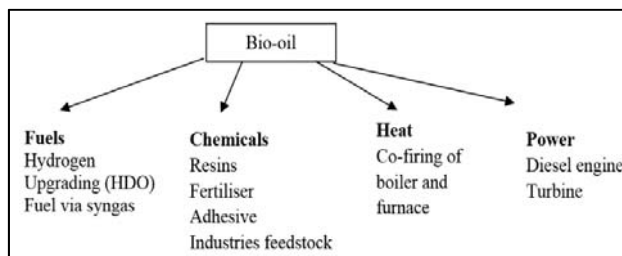 Bio-oil
Fuels
Hydrogen
Upgrading (HDO)
Fuel via syngas
Chemicals
Resins
Fertiliser
Adhesive
Industries feedstock
Heat
Co-firing of
boiler and
furnace
Power
Diesel engine
Turbine